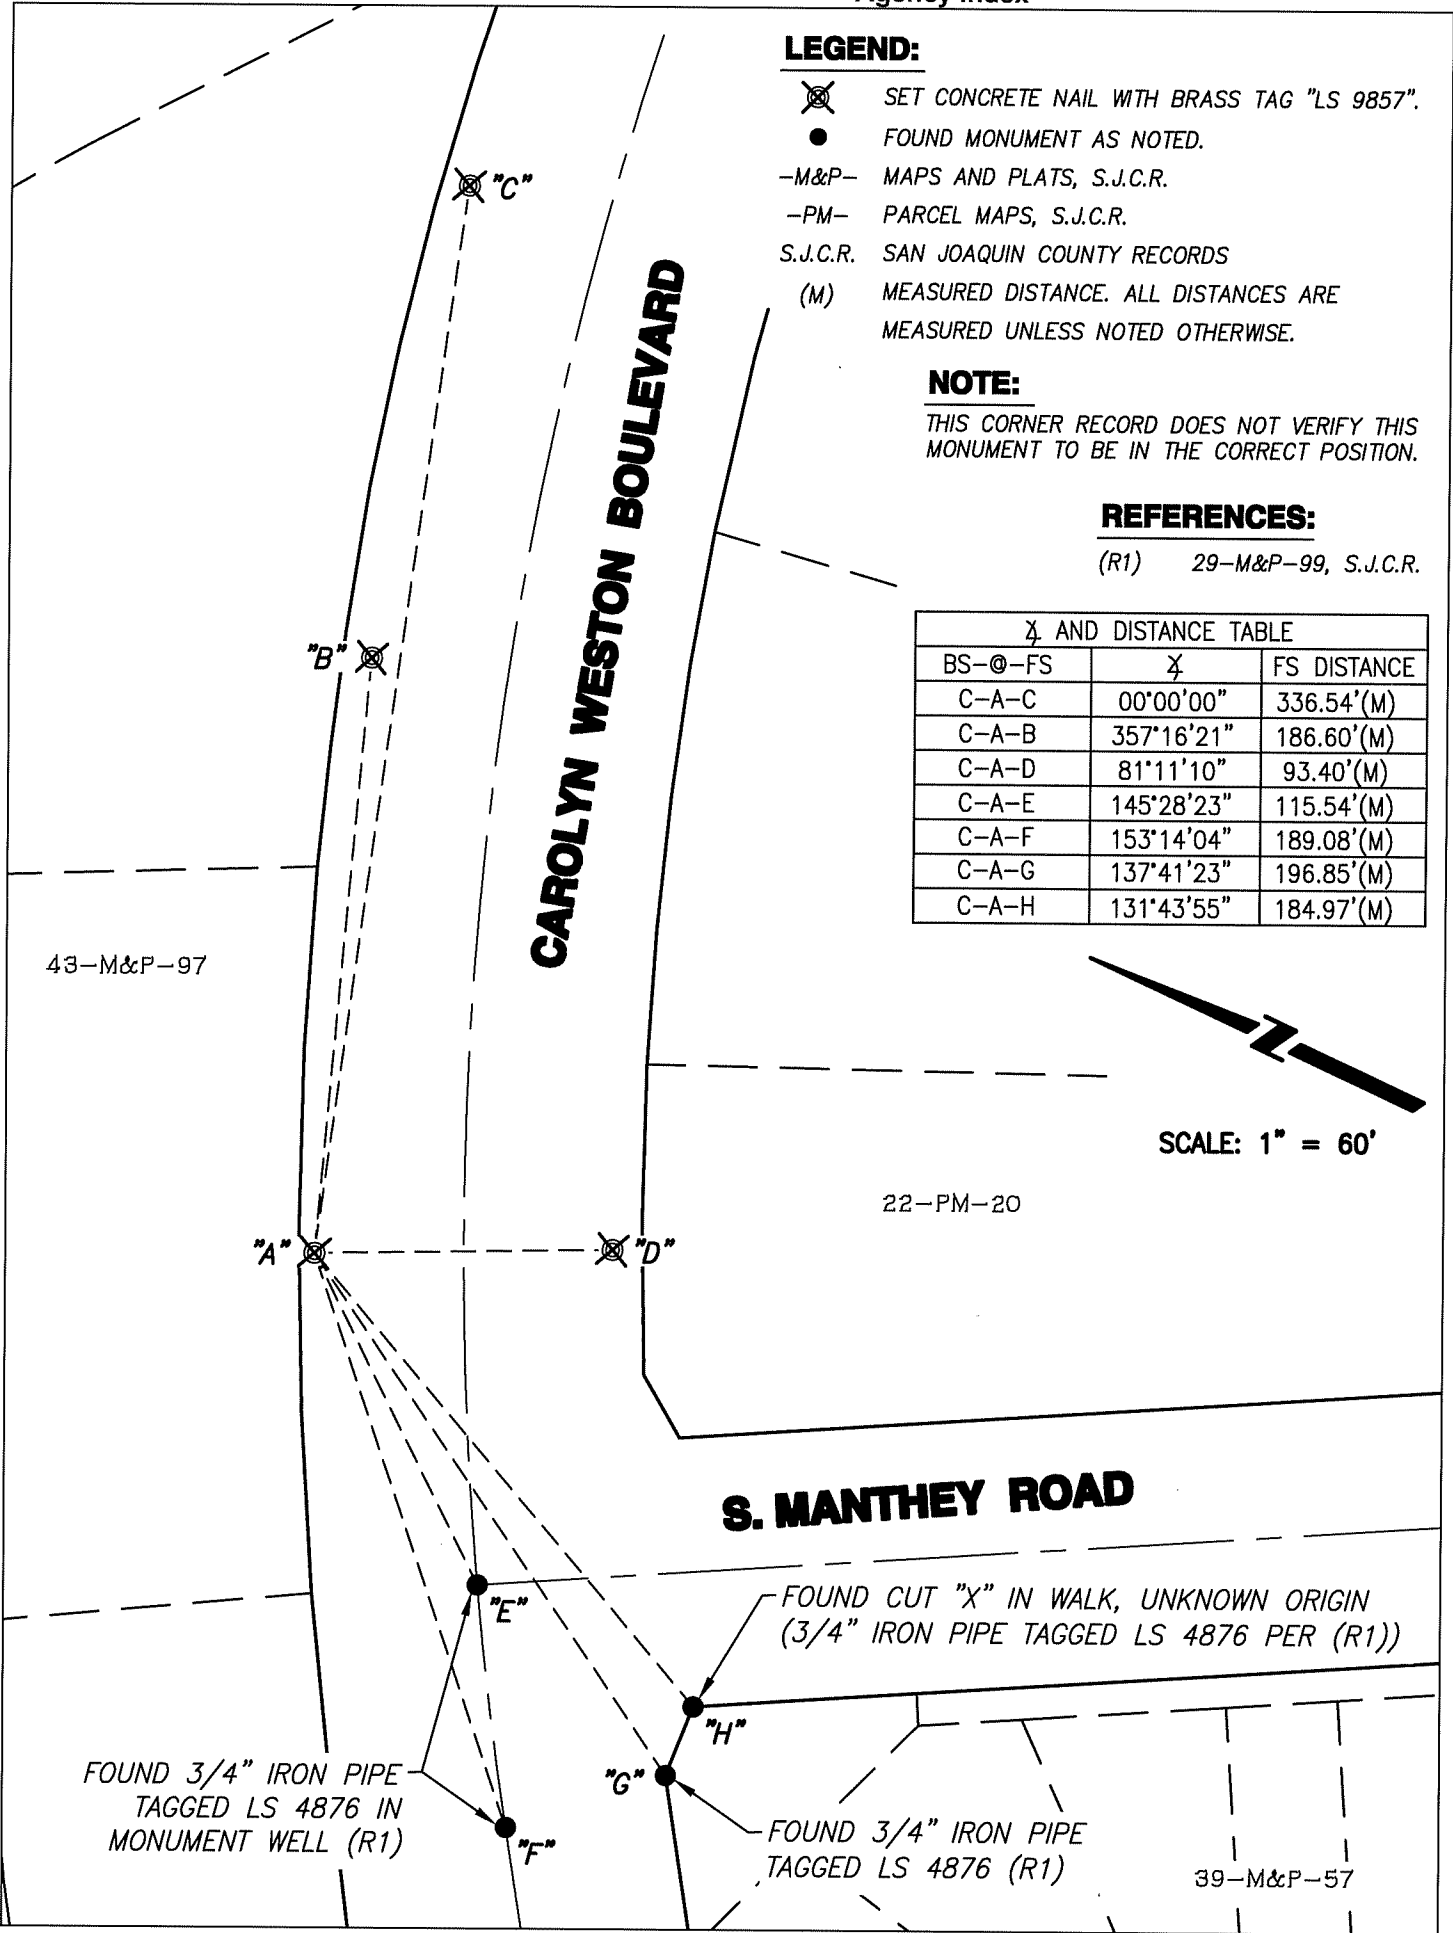 Agency Index
LEGEND:
SET CONCRETE NAIL WITH BRASS TAG "LS 9857".
FOUND MONUMENT AS NOTED.
-M&P- MAPS AND PLATS, S.J.C.R.
-PM- PARCEL MAPS, S.J.C.R.
S.J.C.R. SAN JOAQUIN COUNTY RECORDS
(M) MEASURED DISTANCE. ALL DISTANCES ARE
MEASURED UNLESS NOTED OTHERWISE.
NOTE:
THIS CORNER RECORD DOES NOT VERIFY THIS
MONUMENT TO BE IN THE CORRECT POSITION.
REFERENCES:
(R1) 29-M&P-99, S.J.C.R.
AND DISTANCE TABLE
BS-@-FS FS DISTANCE
C-A-C 00°00'00" 336.54'(M)
C-A-B 357°16'21" 186.60'(M)
C-A-D 81°11'10" 93.40'(M)
C-A-E 145°28'23" 115.54'(M)
C-A-F 153°14'04" 189.08'(M)
C-A-G 137°41'23" 196.85'(M)
C-A-H 131°43'55" 184.97'(M)
SCALE: 1" = 60'
"C"
"B"
CAROLYN WESTON BOULEVARD
43-M&P-97
22-PM-20
"A"
"D"
S. MANTHEY ROAD
"E"
FOUND CUT "X" IN WALK, UNKNOWN ORIGIN
(3/4" IRON PIPE TAGGED LS 4876 PER (R1))
"H"
"G"
FOUND 3/4" IRON PIPE
TAGGED LS 4876 IN
MONUMENT WELL (R1)
"F"
FOUND 3/4" IRON PIPE
TAGGED LS 4876 (R1)
39-M&P-57